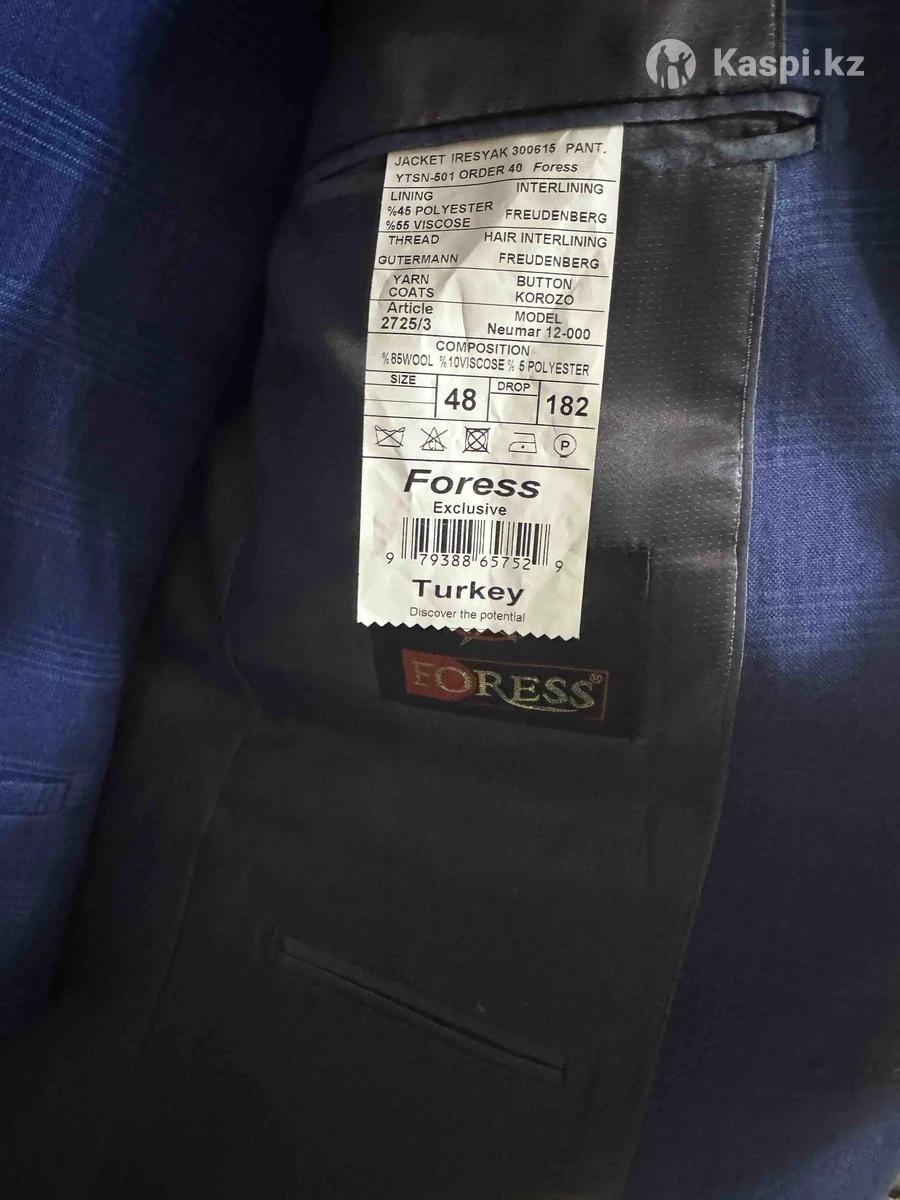 Kaspi.kz
JACKET IRESYAK 300615 PANT.
YTSN-501 ORDER 40 Foress
LINING
%45 POLYESTER
%55 VISCOSE
INTERLINING
FREUDENBERG
THREAD
GUTERMANN
HAIR INTERLINING
FREUDENBERG
YARN
COATS
BUTTON
KOROZO
Article
2725/3
MODEL
Neumar 12-000
COMPOSITION
%85WOOL %10VISCOSE % 5 POLYESTER
SIZE
48
DROP
182
CL
P
Foress
Exclusive
9 79388 65752 9
Turkey
Discover the potential
FORESS®